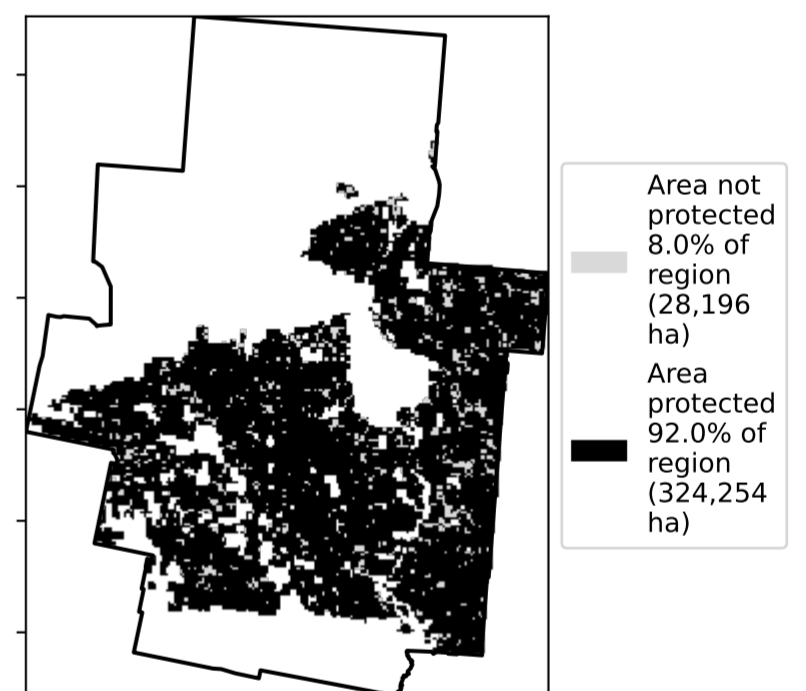 Area not
protected
8.0% of
region
(28,196
ha)
Area
protected
92.0% of
region
(324,254
ha)